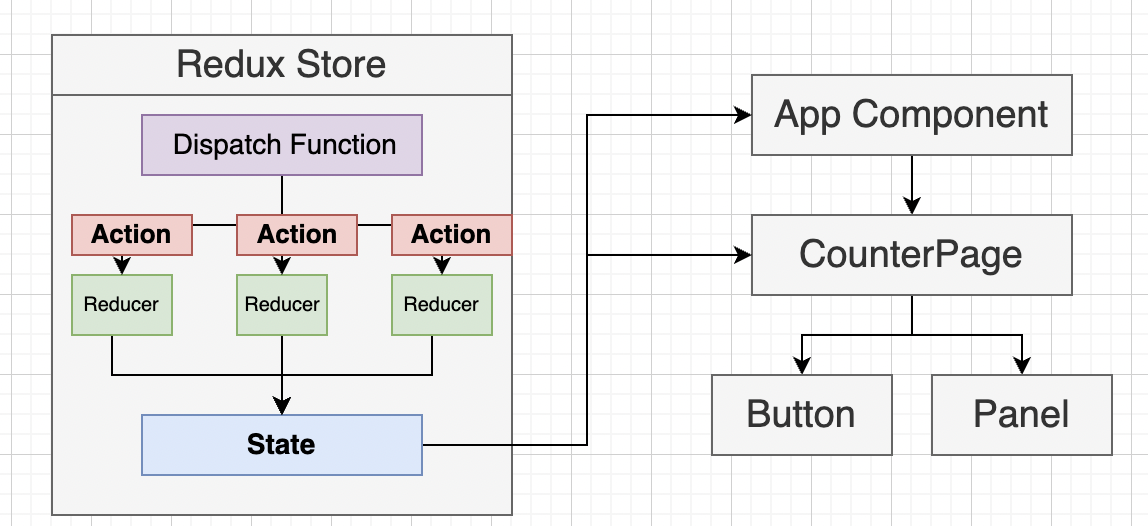 Redux Store
Dispatch Function
Action
Action
Action
Reducer
Reducer
Reducer
State
App Component
CounterPage
Button
Panel